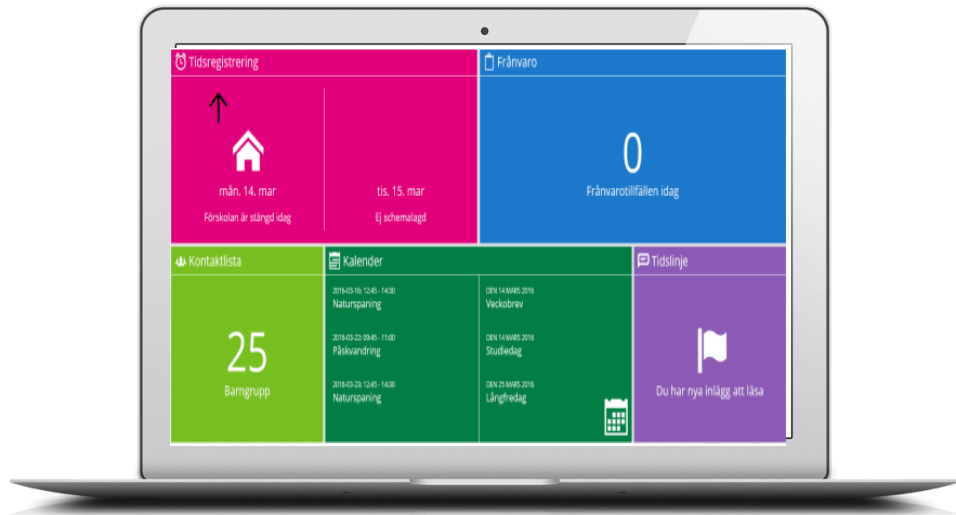 Tidsregistrering
mån. 14. mar
Förskolan är stängd idag
tis. 15. mar
Ej schemalagd
Frånvaro
0
Frånvarotillfällen idag
Kontaktlista
25
Barngrupp
Kalender
2016-03-16: 12:45 - 14:30
Naturspaning
2016-03-22: 09:45 - 11:00
Påskvandring
2016-03-23: 12:45 - 14:30
Naturspaning
DEN 14 MARS 2016
Veckobrev
DEN 14 MARS 2016
Studiedag
DEN 25 MARS 2016
Långfredag
Tidslinje
Du har nya inlägg att läsa